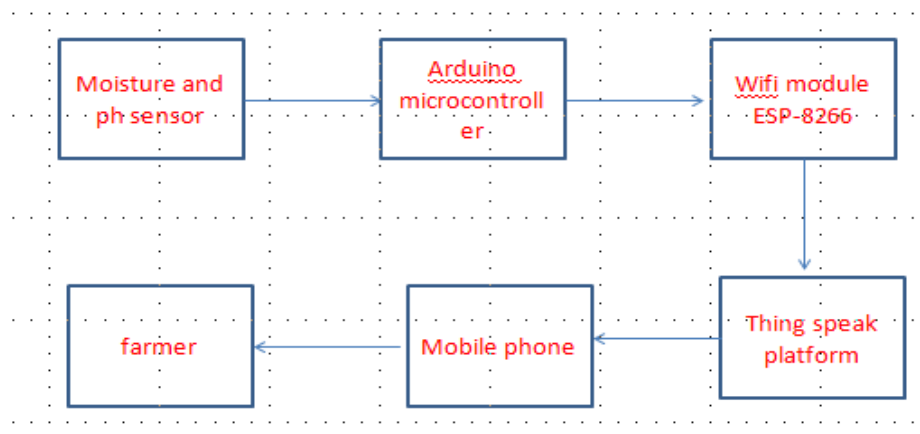 Moisture and
ph sensor
Arduino
microcontroll
er
Wifi module
ESP-8266
farmer
Mobile phone
Thing speak
platform